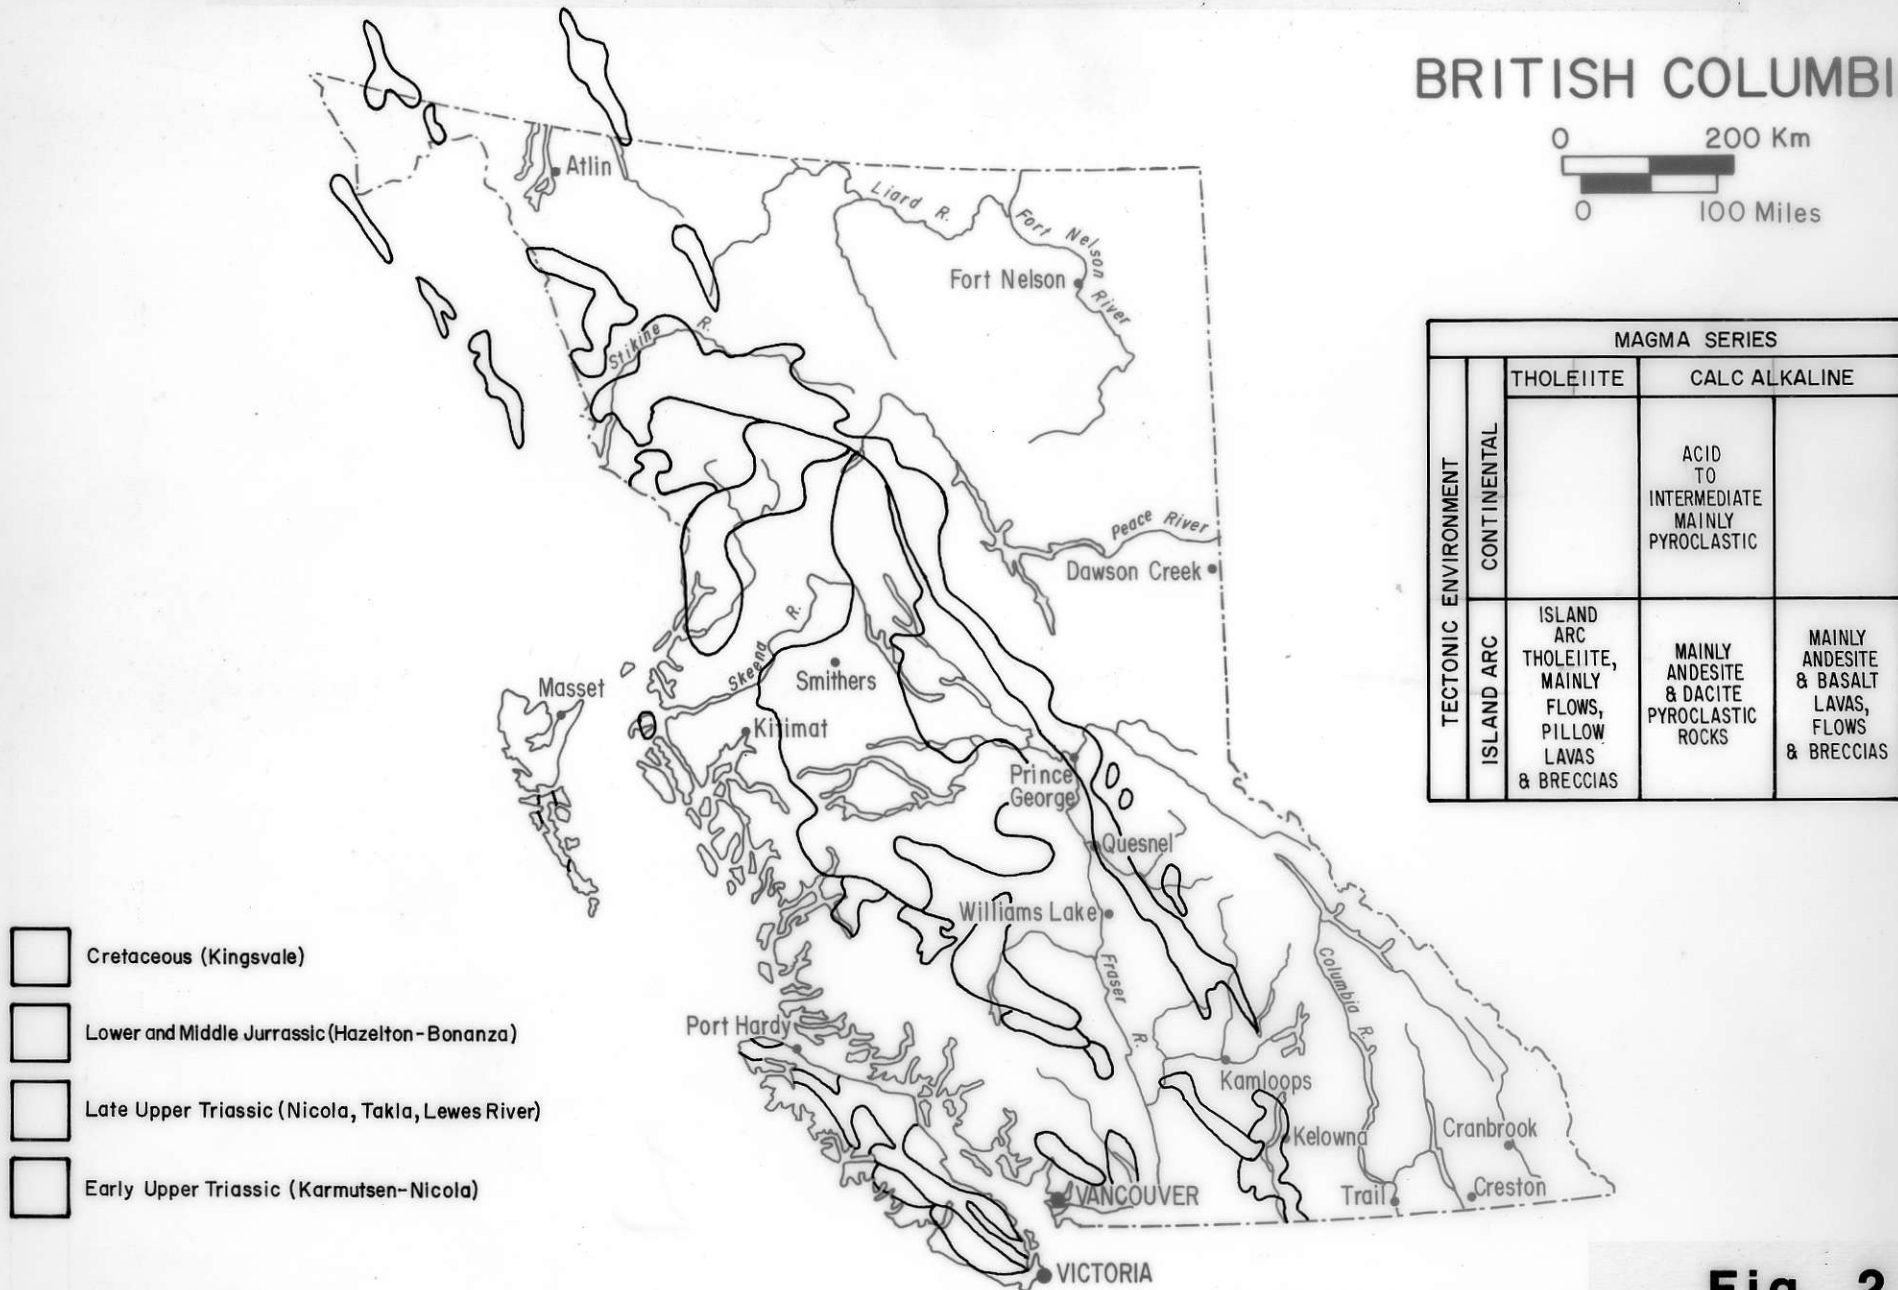 BRITISH COLUMBI
0 200 Km
0 100 Miles
Atlin
Liard R.
Fort Nelson River
Fort Nelson
Stikine R.
Peace River
Dawson Creek
Skeena R.
Smithers
Masset
Kitimat
Prince
George
Quesnel
Williams Lake
Fraser R.
Columbia R.
Port Hardy
Kamloops
Kelowna
Cranbrook
Trail
Creston
VANCOUVER
VICTORIA
MAGMA SERIES
THOLEIITE CALC ALKALINE
TECTONIC ENVIRONMENT
CONTINENTAL
ACID
TO
INTERMEDIATE
MAINLY
PYROCLASTIC
ISLAND ARC
ISLAND
ARC
THOLEIITE,
MAINLY
FLOWS,
PILLOW
LAVAS
& BRECCIAS
MAINLY
ANDESITE
& DACITE
PYROCLASTIC
ROCKS
MAINLY
ANDESITE
& BASALT
LAVAS,
FLOWS
& BRECCIAS
Cretaceous (Kingsvale)
Lower and Middle Jurrassic (Hazelton-Bonanza)
Late Upper Triassic (Nicola, Takla, Lewes River)
Early Upper Triassic (Karmutsen-Nicola)
Fig. 2